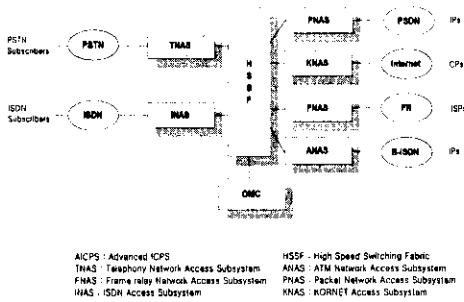 PSTN Subscribers
PSTN
TNAS
ISDN Subscribers
ISDN
INAS
HSSF
OMC
PNAS
PSDN
IPs
KNAS
Internet
CPs
PNAS
FR
ISPs
ANAS
B-ISDN
IPs
AICPS : Advanced ICPS
TNAS : Telephony Network Access Subsystem
FNAS : Frame relay Network Access Subsystem
INAS : ISDN Access Subsystem
HSSF : High Speed Switching Fabric
ANAS : ATM Network Access Subsystem
PNAS : Packet Network Access Subsystem
KNAS : KORNET Access Subsystem